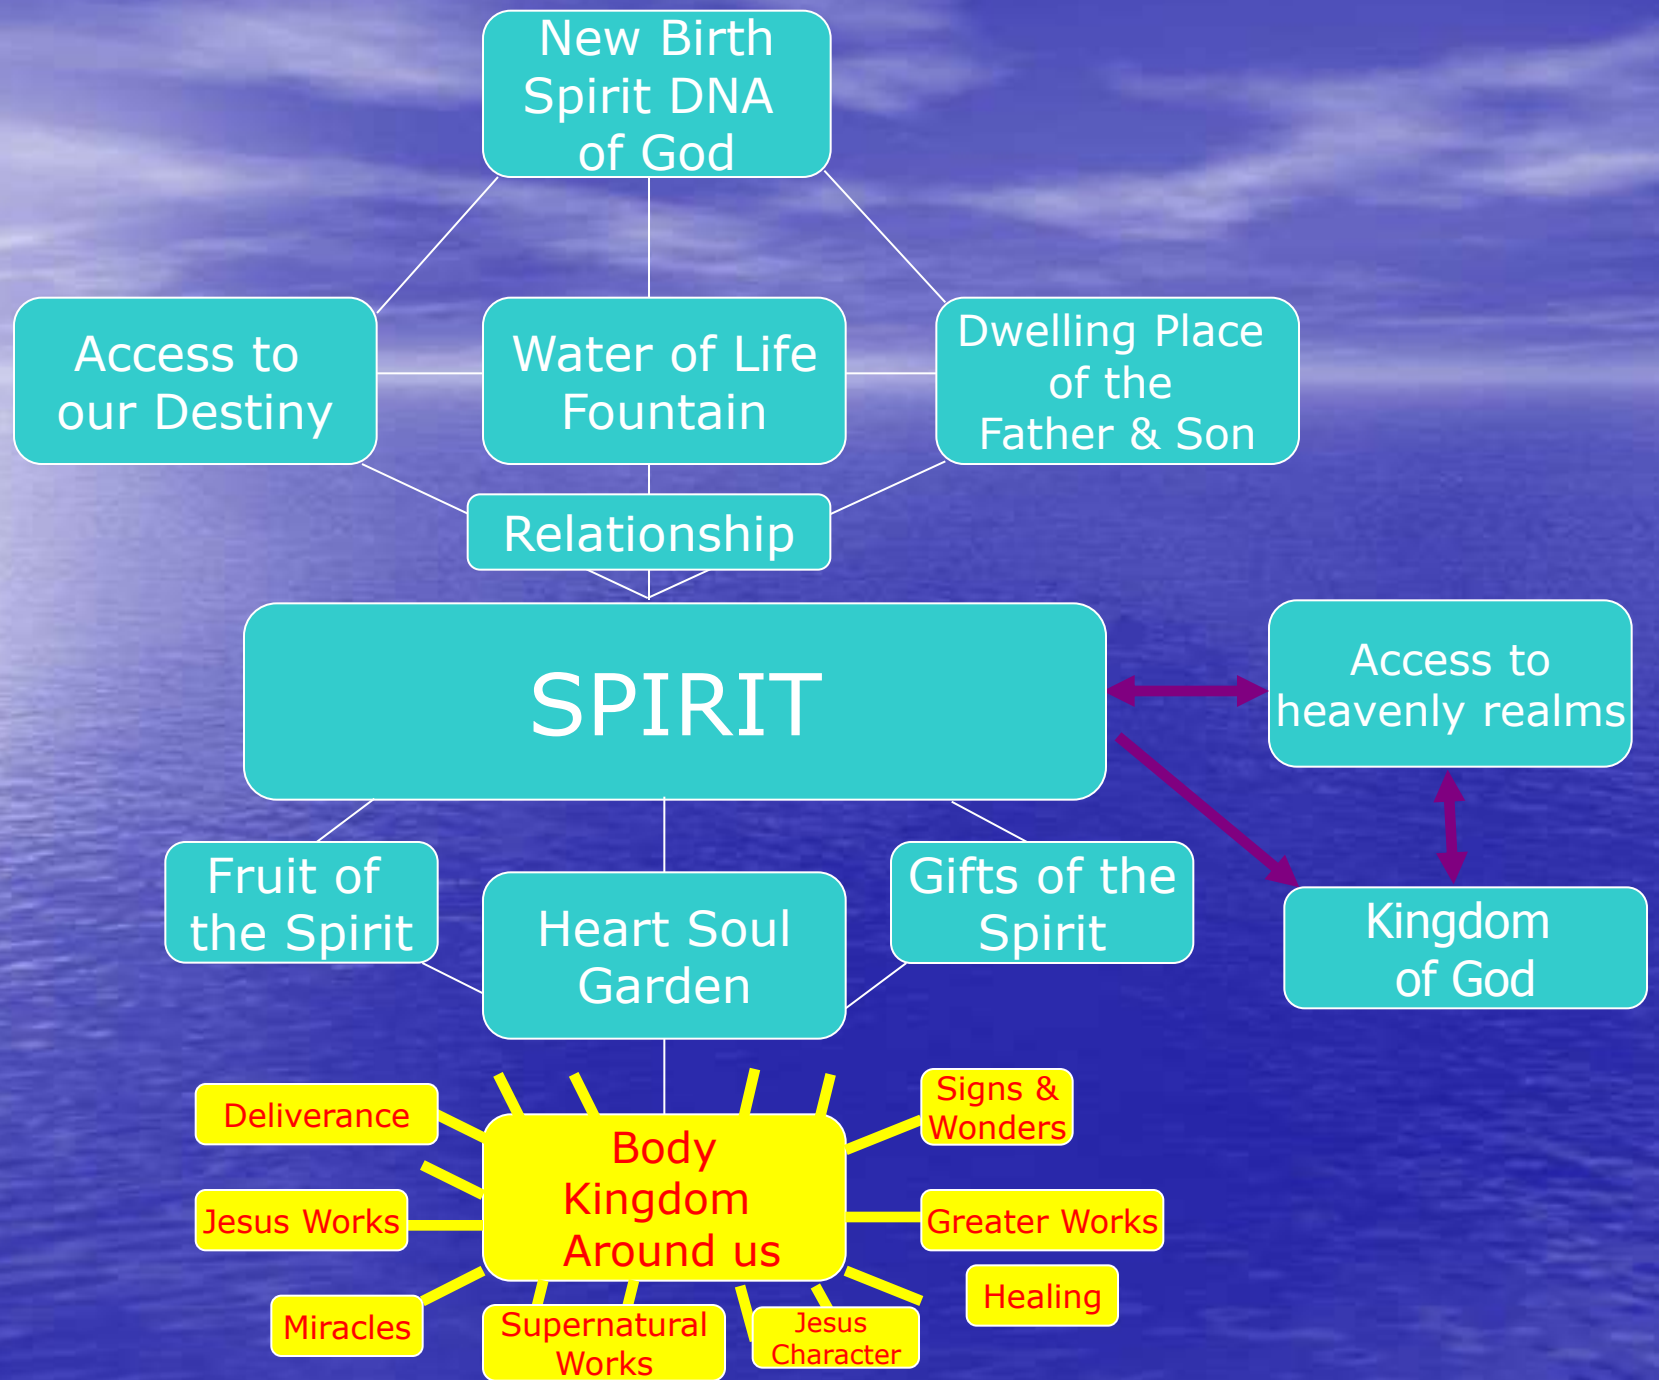 New Birth
Spirit DNA
of God
Access to
our Destiny
Water of Life
Fountain
Dwelling Place
of the
Father & Son
Relationship
SPIRIT
Access to
heavenly realms
Fruit of
the Spirit
Heart Soul
Garden
Gifts of the
Spirit
Kingdom
of God
Deliverance
Signs &
Wonders
Body
Kingdom
Around us
Jesus Works
Greater Works
Healing
Miracles
Supernatural
Works
Jesus
Character